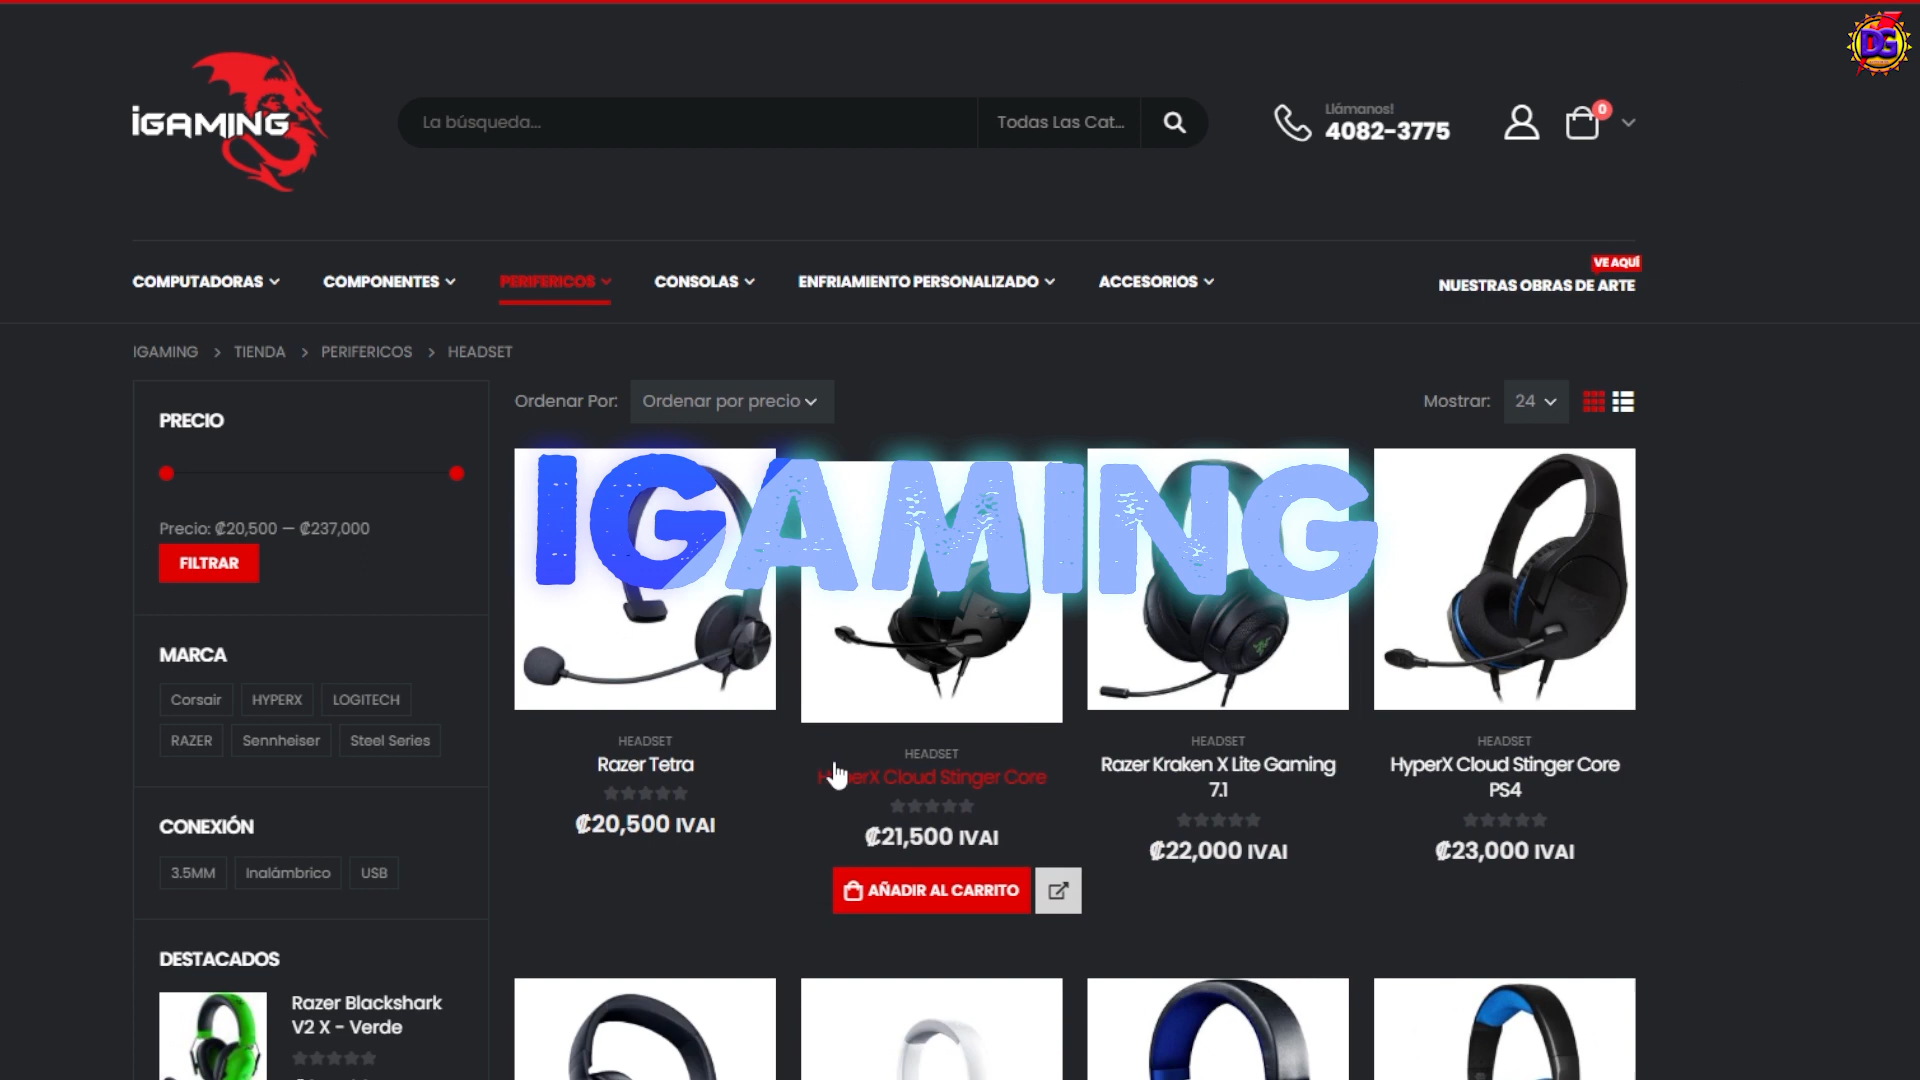 DG
iGAMING
La búsqueda...
Todas Las Cat...
Llámanos!
4082-3775
0
COMPUTADORAS
COMPONENTES
PERIFERICOS
CONSOLAS
ENFRIAMIENTO PERSONALIZADO
ACCESORIOS
VE AQUÍ
NUESTRAS OBRAS DE ARTE
IGAMING > TIENDA > PERIFERICOS > HEADSET
PRECIO
Precio: ₡20,500 — ₡237,000
FILTRAR
MARCA
Corsair HYPERX LOGITECH
RAZER Sennheiser Steel Series
CONEXIÓN
3.5MM Inalámbrico USB
DESTACADOS
Razer Blackshark
V2 X - Verde
Ordenar Por: Ordenar por precio
Mostrar: 24
IGAMING
HEADSET
Razer Tetra
₡20,500 IVAI
HEADSET
HyperX Cloud Stinger Core
₡21,500 IVAI
AÑADIR AL CARRITO
HEADSET
Razer Kraken X Lite Gaming
7.1
₡22,000 IVAI
HEADSET
HyperX Cloud Stinger Core
PS4
₡23,000 IVAI